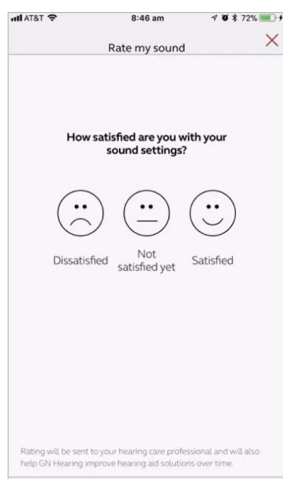 AT&T 8:46 am 72%
Rate my sound
How satisfied are you with your
sound settings?
Dissatisfied Not satisfied yet Satisfied
Rating will be sent to your hearing care professional and will also
help GN Hearing improve hearing aid solutions over time.